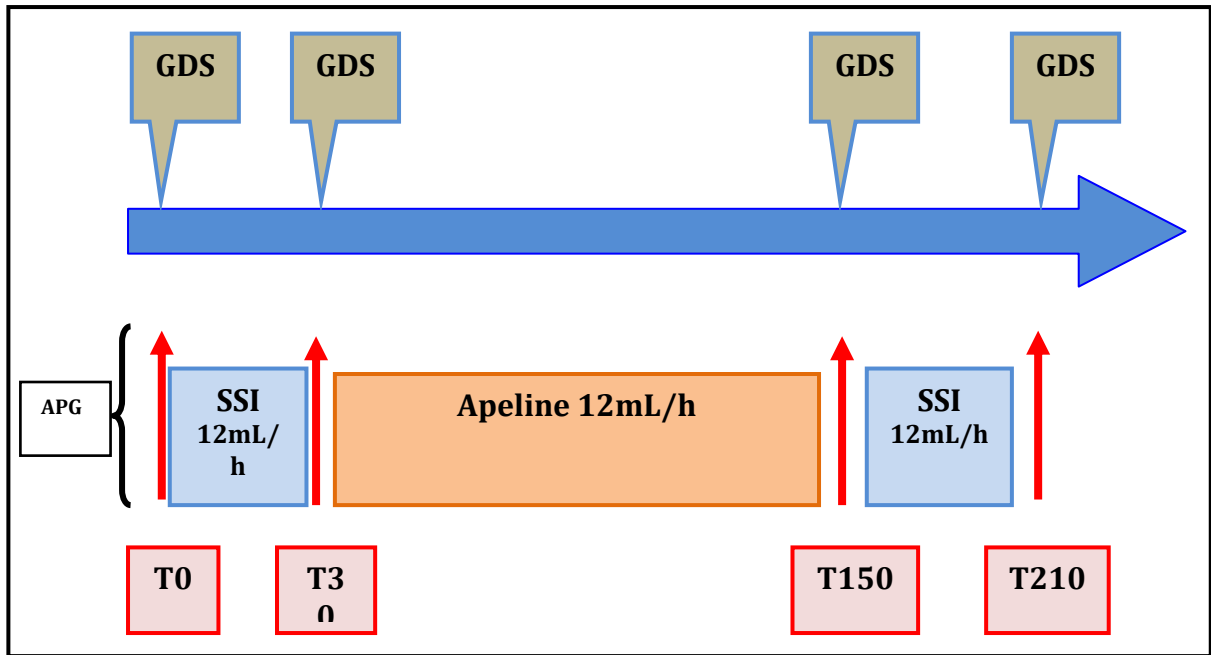 GDS
GDS
GDS
GDS
APG
SSI
12mL/
h
Apeline 12mL/h
SSI
12mL/h
T0
T3
0
T150
T210